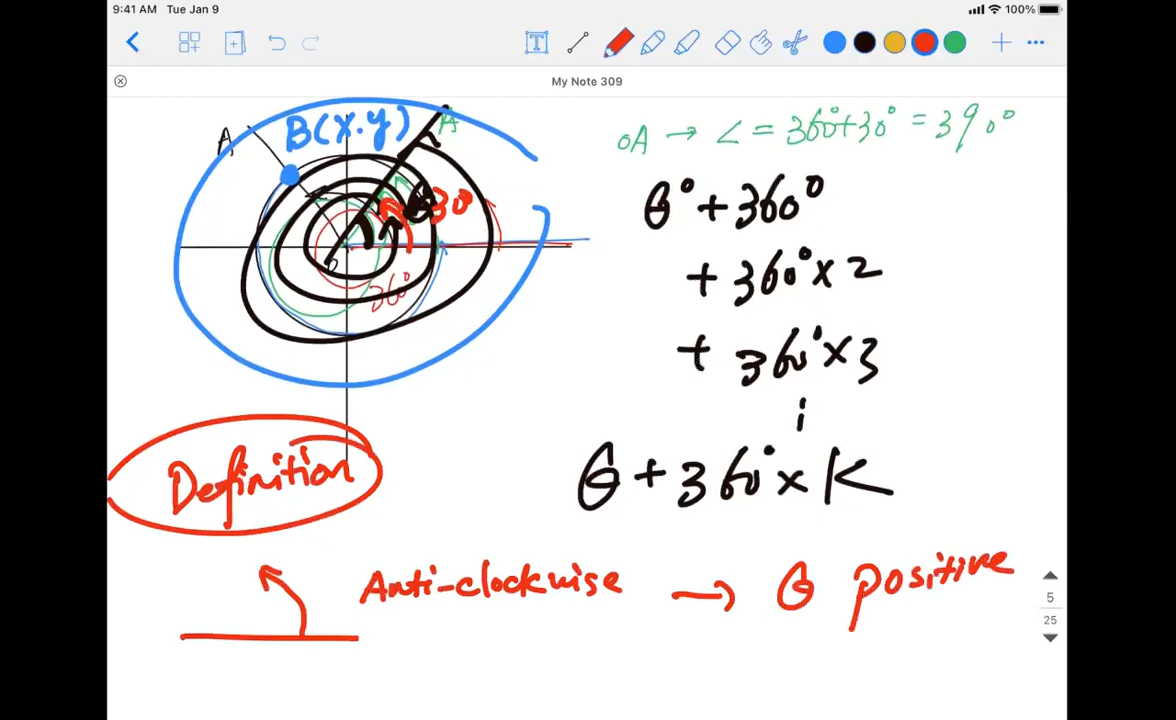 9:41 AM Tue Jan 9
100%
My Note 309
A
B(x.y)
A
OA → ∠ = 360°+30° = 390°
θ 30°
θ°+360°
O
360°
+ 360°×2
+ 360°×3
θ+360°×K
Definition
Anti-clockwise → θ positive
5
25